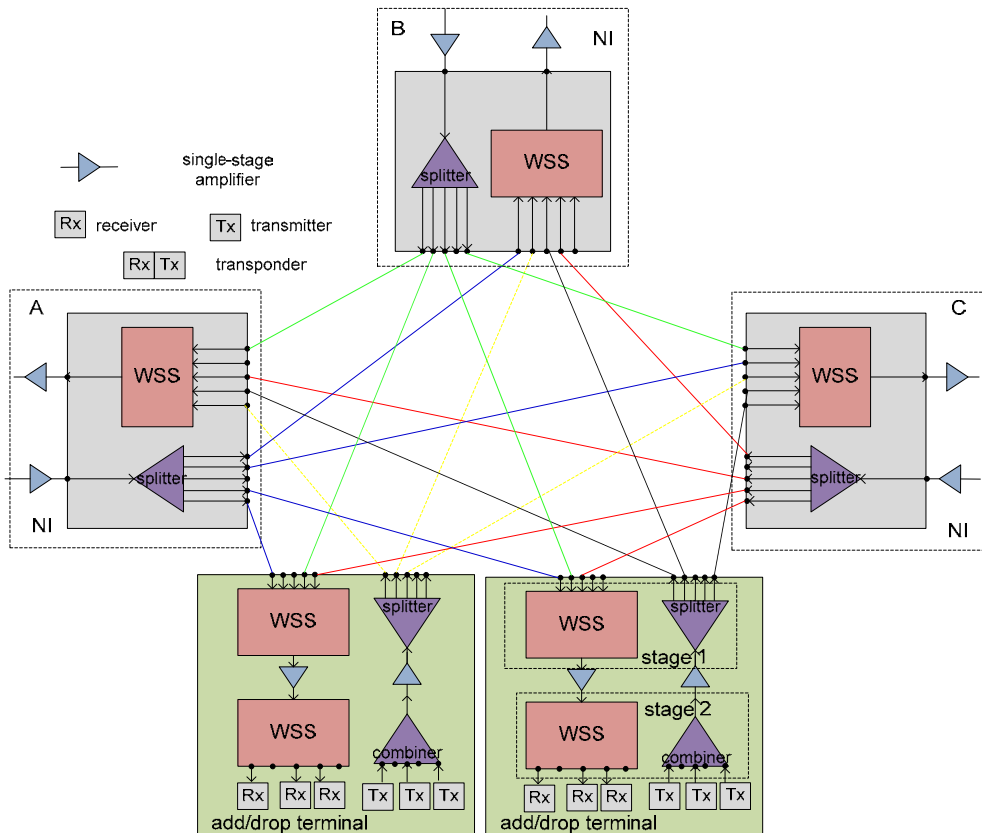 B
NI
WSS
splitter
single-stage
amplifier
Rx receiver
Tx transmitter
Rx Tx transponder
A
WSS
splitter
NI
C
WSS
splitter
NI
WSS
splitter
WSS
combiner
Rx Rx Rx Tx Tx Tx
add/drop terminal
WSS
splitter
stage 1
stage 2
WSS
combiner
Rx Rx Rx Tx Tx Tx
add/drop terminal